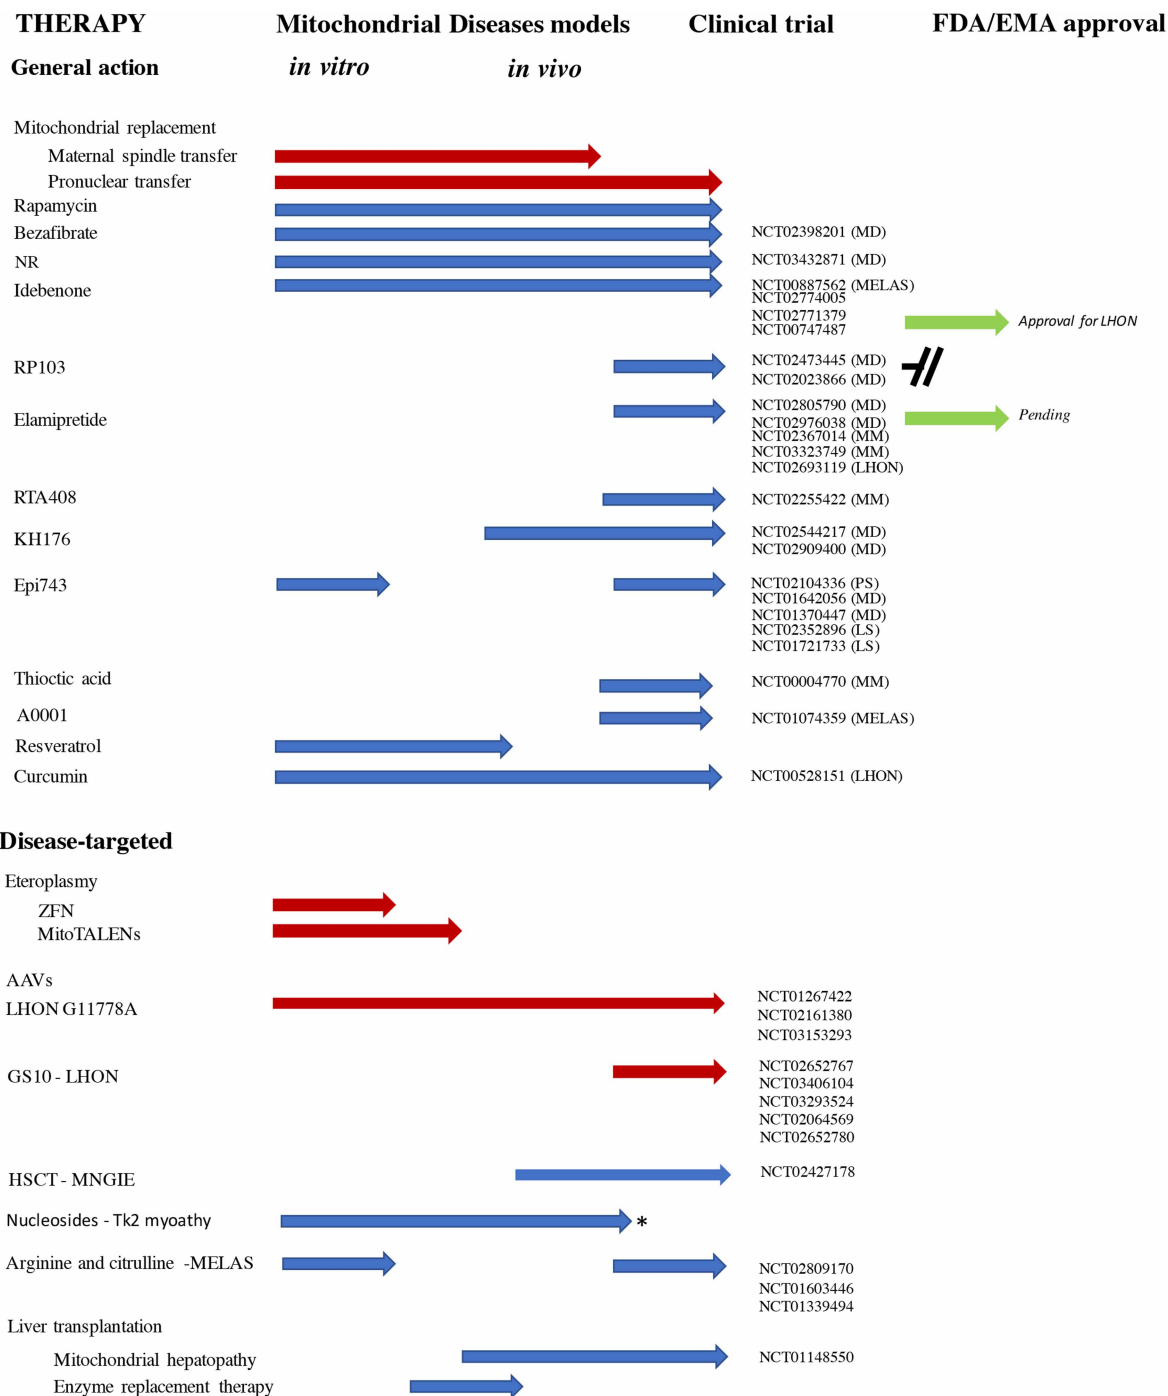 THERAPY Mitochondrial Diseases models Clinical trial FDA/EMA approval
General action in vitro in vivo
Mitochondrial replacement
Maternal spindle transfer
Pronuclear transfer
Rapamycin
Bezafibrate NCT02398201 (MD)
NR NCT03432871 (MD)
Idebenone NCT00887562 (MELAS)
NCT02774005
NCT02771379
NCT00747487 Approval for LHON
RP103 NCT02473445 (MD)
NCT02023866 (MD)
Elamipretide NCT02805790 (MD)
NCT02976038 (MD) Pending
NCT02367014 (MM)
NCT03323749 (MM)
NCT02693119 (LHON)
RTA408 NCT02255422 (MM)
KH176 NCT02544217 (MD)
NCT02909400 (MD)
Epi743 NCT02104336 (PS)
NCT01642056 (MD)
NCT01370447 (MD)
NCT02352896 (LS)
NCT01721733 (LS)
Thioctic acid NCT00004770 (MM)
A0001 NCT01074359 (MELAS)
Resveratrol
Curcumin NCT00528151 (LHON)
Disease-targeted
Eteroplasmy
ZFN
MitoTALENs
AAVs
LHON G11778A NCT01267422
NCT02161380
NCT03153293
GS10 - LHON NCT02652767
NCT03406104
NCT03293524
NCT02064569
NCT02652780
HSCT - MNGIE NCT02427178
Nucleosides - Tk2 myoathy *
Arginine and citrulline -MELAS NCT02809170
NCT01603446
NCT01339494
Liver transplantation
Mitochondrial hepatopathy NCT01148550
Enzyme replacement therapy